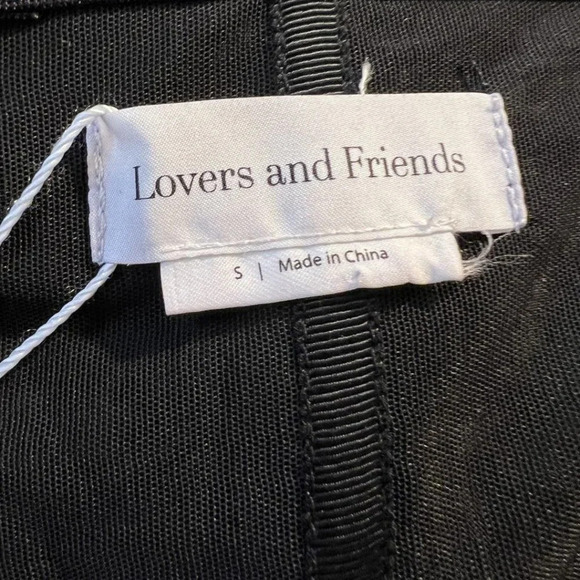 Lovers and Friends
S | Made in China